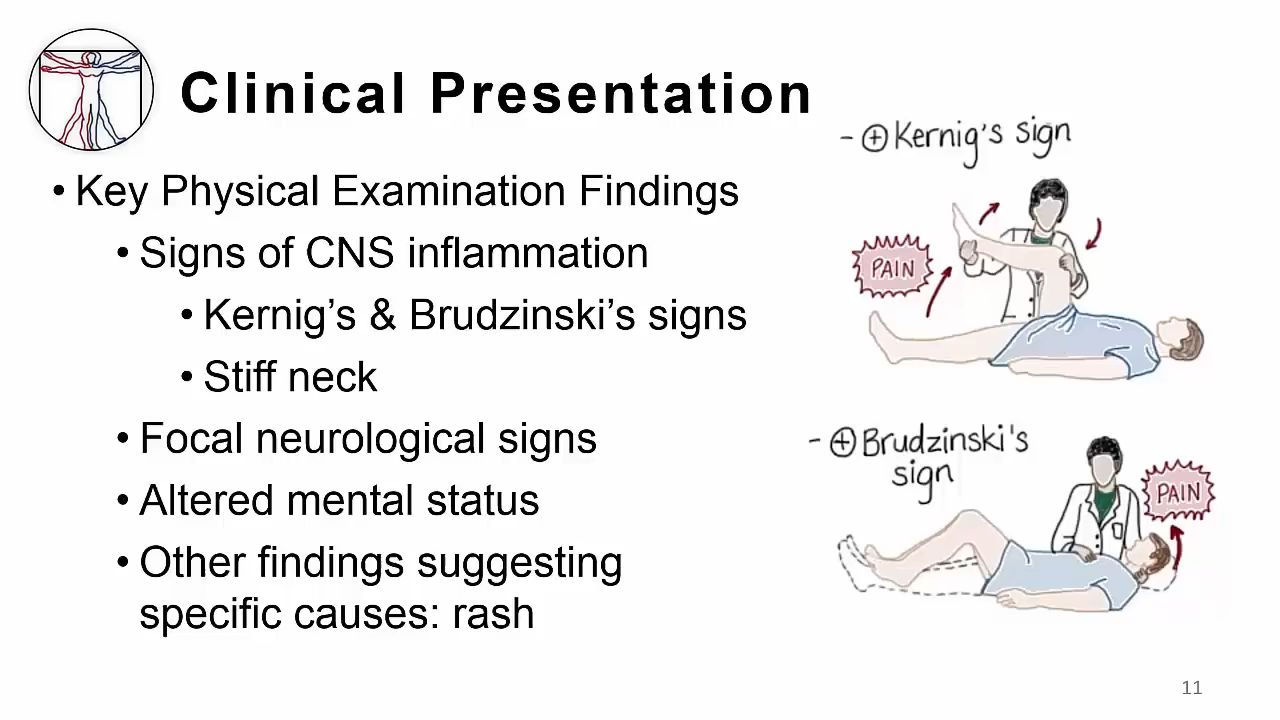 Clinical Presentation
• Key Physical Examination Findings
• Signs of CNS inflammation
• Kernig’s & Brudzinski’s signs
• Stiff neck
• Focal neurological signs
• Altered mental status
• Other findings suggesting
specific causes: rash
- ⊕ Kernig's sign
PAIN
- ⊕ Brudzinski's
sign
PAIN
11